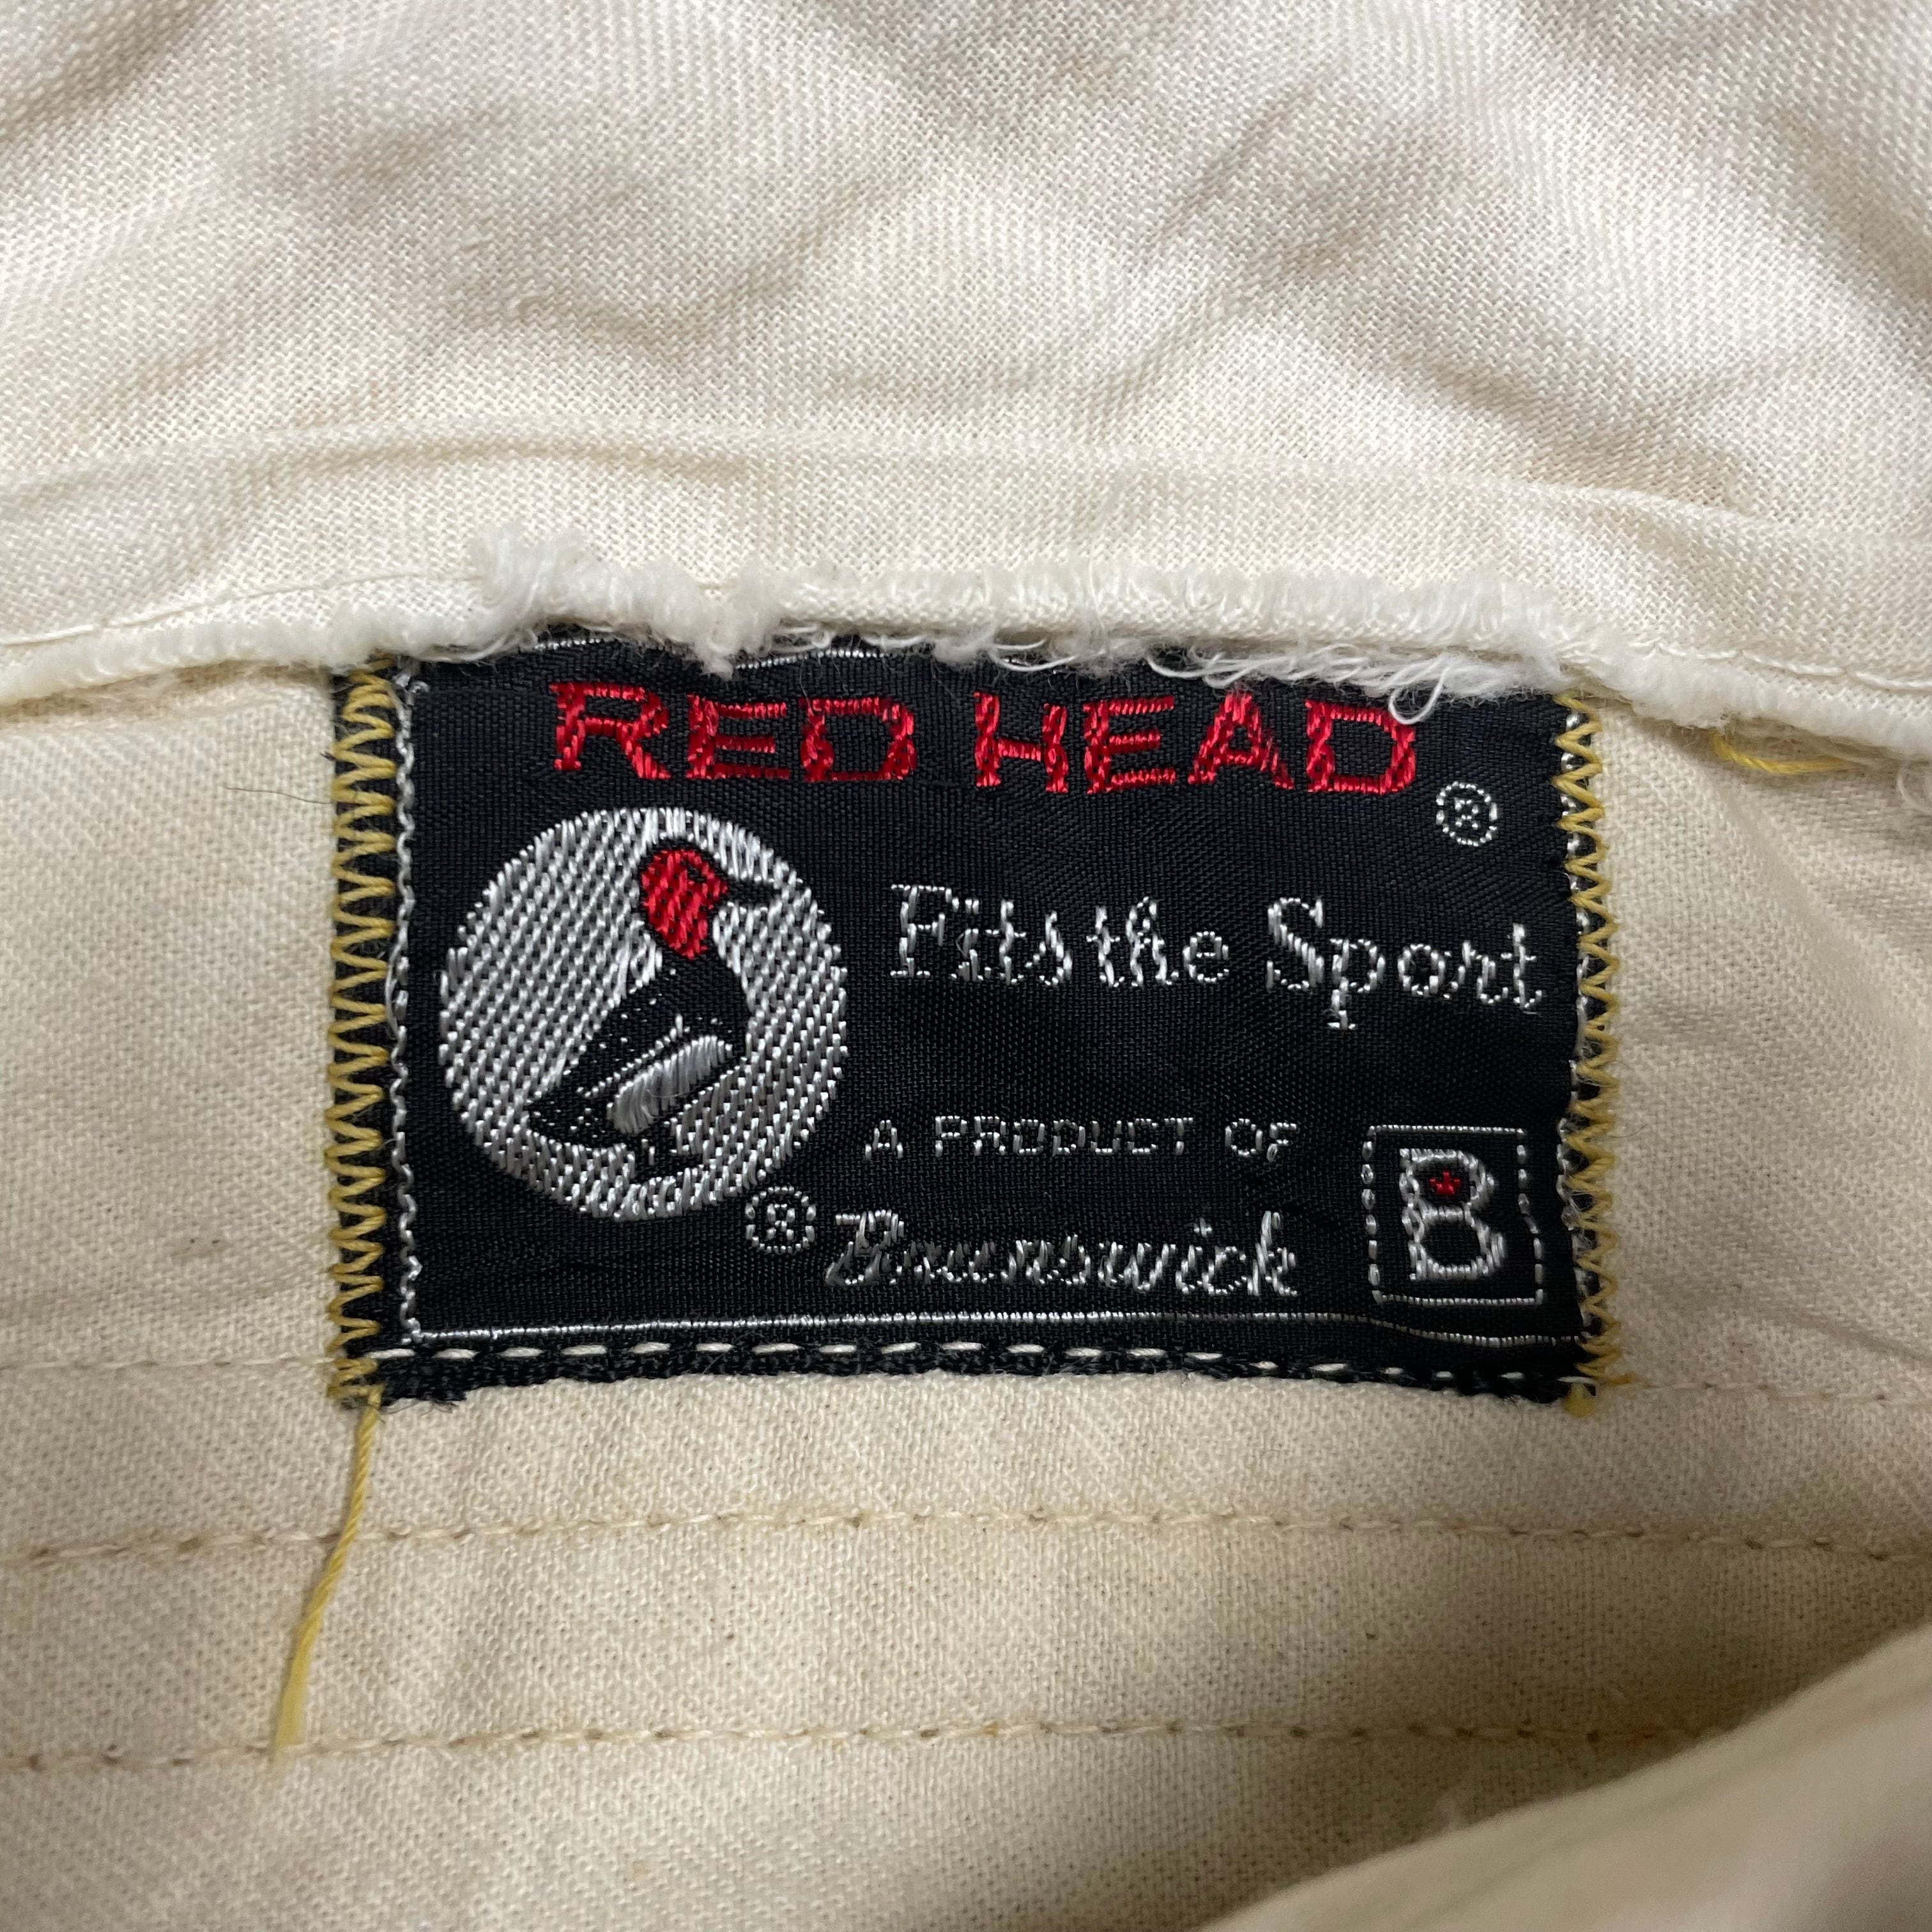 RED HEAD ®
Fits the Sport
A PRODUCT OF
® Brunswick
B